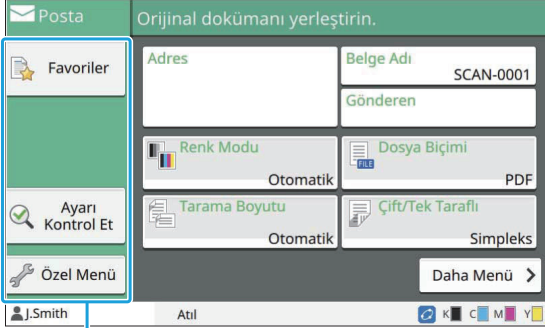 Posta
Orijinal dokümanı yerleştirin.
Favoriler
Ayarı
Kontrol Et
Özel Menü
Adres
Belge Adı
SCAN-0001
Gönderen
Renk Modu
Otomatik
Dosya Biçimi
FILE
PDF
Tarama Boyutu
Otomatik
Çift/Tek Taraflı
Simpleks
Daha Menü
J.Smith
Atıl
K C M Y